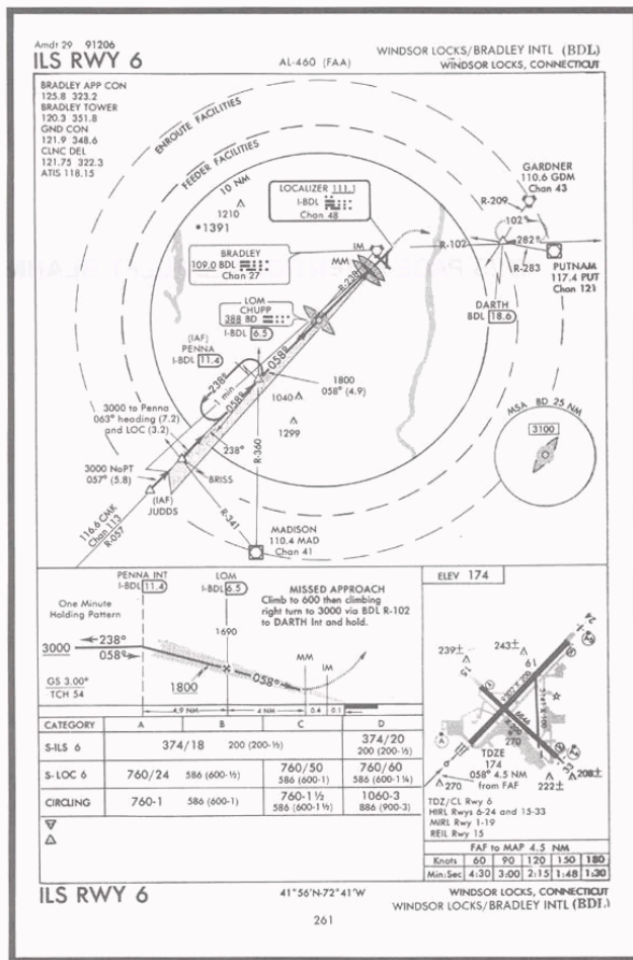 Amdt 29 91206
ILS RWY 6
AL-460 (FAA)
WINDSOR LOCKS/BRADLEY INTL (BDL)
WINDSOR LOCKS, CONNECTICUT
BRADLEY APP CON
125.8 323.2
BRADLEY TOWER
120.3 351.8
GND CON
121.9 348.6
CLNC DEL
121.75 322.3
ATIS 118.15
ENROUTE FACILITIES
FEEDER FACILITIES
10 NM
1210
1391
LOCALIZER 111.1
I-BDL
Chan 48
GARDNER
110.6 GDM
Chan 43
R-209
102°
R-102
282°
R-283
PUTNAM
117.4 PUT
Chan 121
DARTH
BDL 18.6
BRADLEY
109.0 BDL
Chan 27
IM
MM
LOM
CHUPP
388 BD
I-BDL 6.5
(IAF)
PENNA
I-BDL 11.4
238°
1 min
058°
058°
1800
058° (4.9)
1040
1299
3000 to Penna
063° heading (7.2)
and LOC (3.2)
238°
R-360
3000 NoPT
057° (5.8)
BRISS
(IAF)
JUDDS
116.6 CMK
Chan 113
R-057
R-341
MADISON
110.4 MAD
Chan 41
MSA BD 25 NM
3100
PENNA INT
I-BDL 11.4
LOM
I-BDL 6.5
MISSED APPROACH
Climb to 600 then climbing
right turn to 3000 via BDL R-102
to DARTH Int and hold.
One Minute
Holding Pattern
1690
3000
238°
058°
058°
MM
IM
GS 3.00°
TCH 54
1800
4.9 NM
4 NM
0.4
0.1
CATEGORY A B C D
S-ILS 6 374/18 200 (200-½) 374/20 200 (200-½)
S-LOC 6 760/24 586 (600-½) 760/50 586 (600-1) 760/60 586 (600-1¼)
CIRCLING 760-1 586 (600-1) 760-1½ 586 (600-1½) 1060-3 886 (900-3)
ELEV 174
24
239±
243±
19
15
270
TDZE
174
058° 4.5 NM
from FAF
270
222±
208±
33
TDZ/CL Rwy 6
HIRL Rwys 6-24 and 15-33
MIRL Rwy 1-19
REIL Rwy 15
FAF to MAP 4.5 NM
Knots 60 90 120 150 180
Min:Sec 4:30 3:00 2:15 1:48 1:30
ILS RWY 6
41°56'N-72°41'W
WINDSOR LOCKS, CONNECTICUT
WINDSOR LOCKS/BRADLEY INTL (BDL)
261